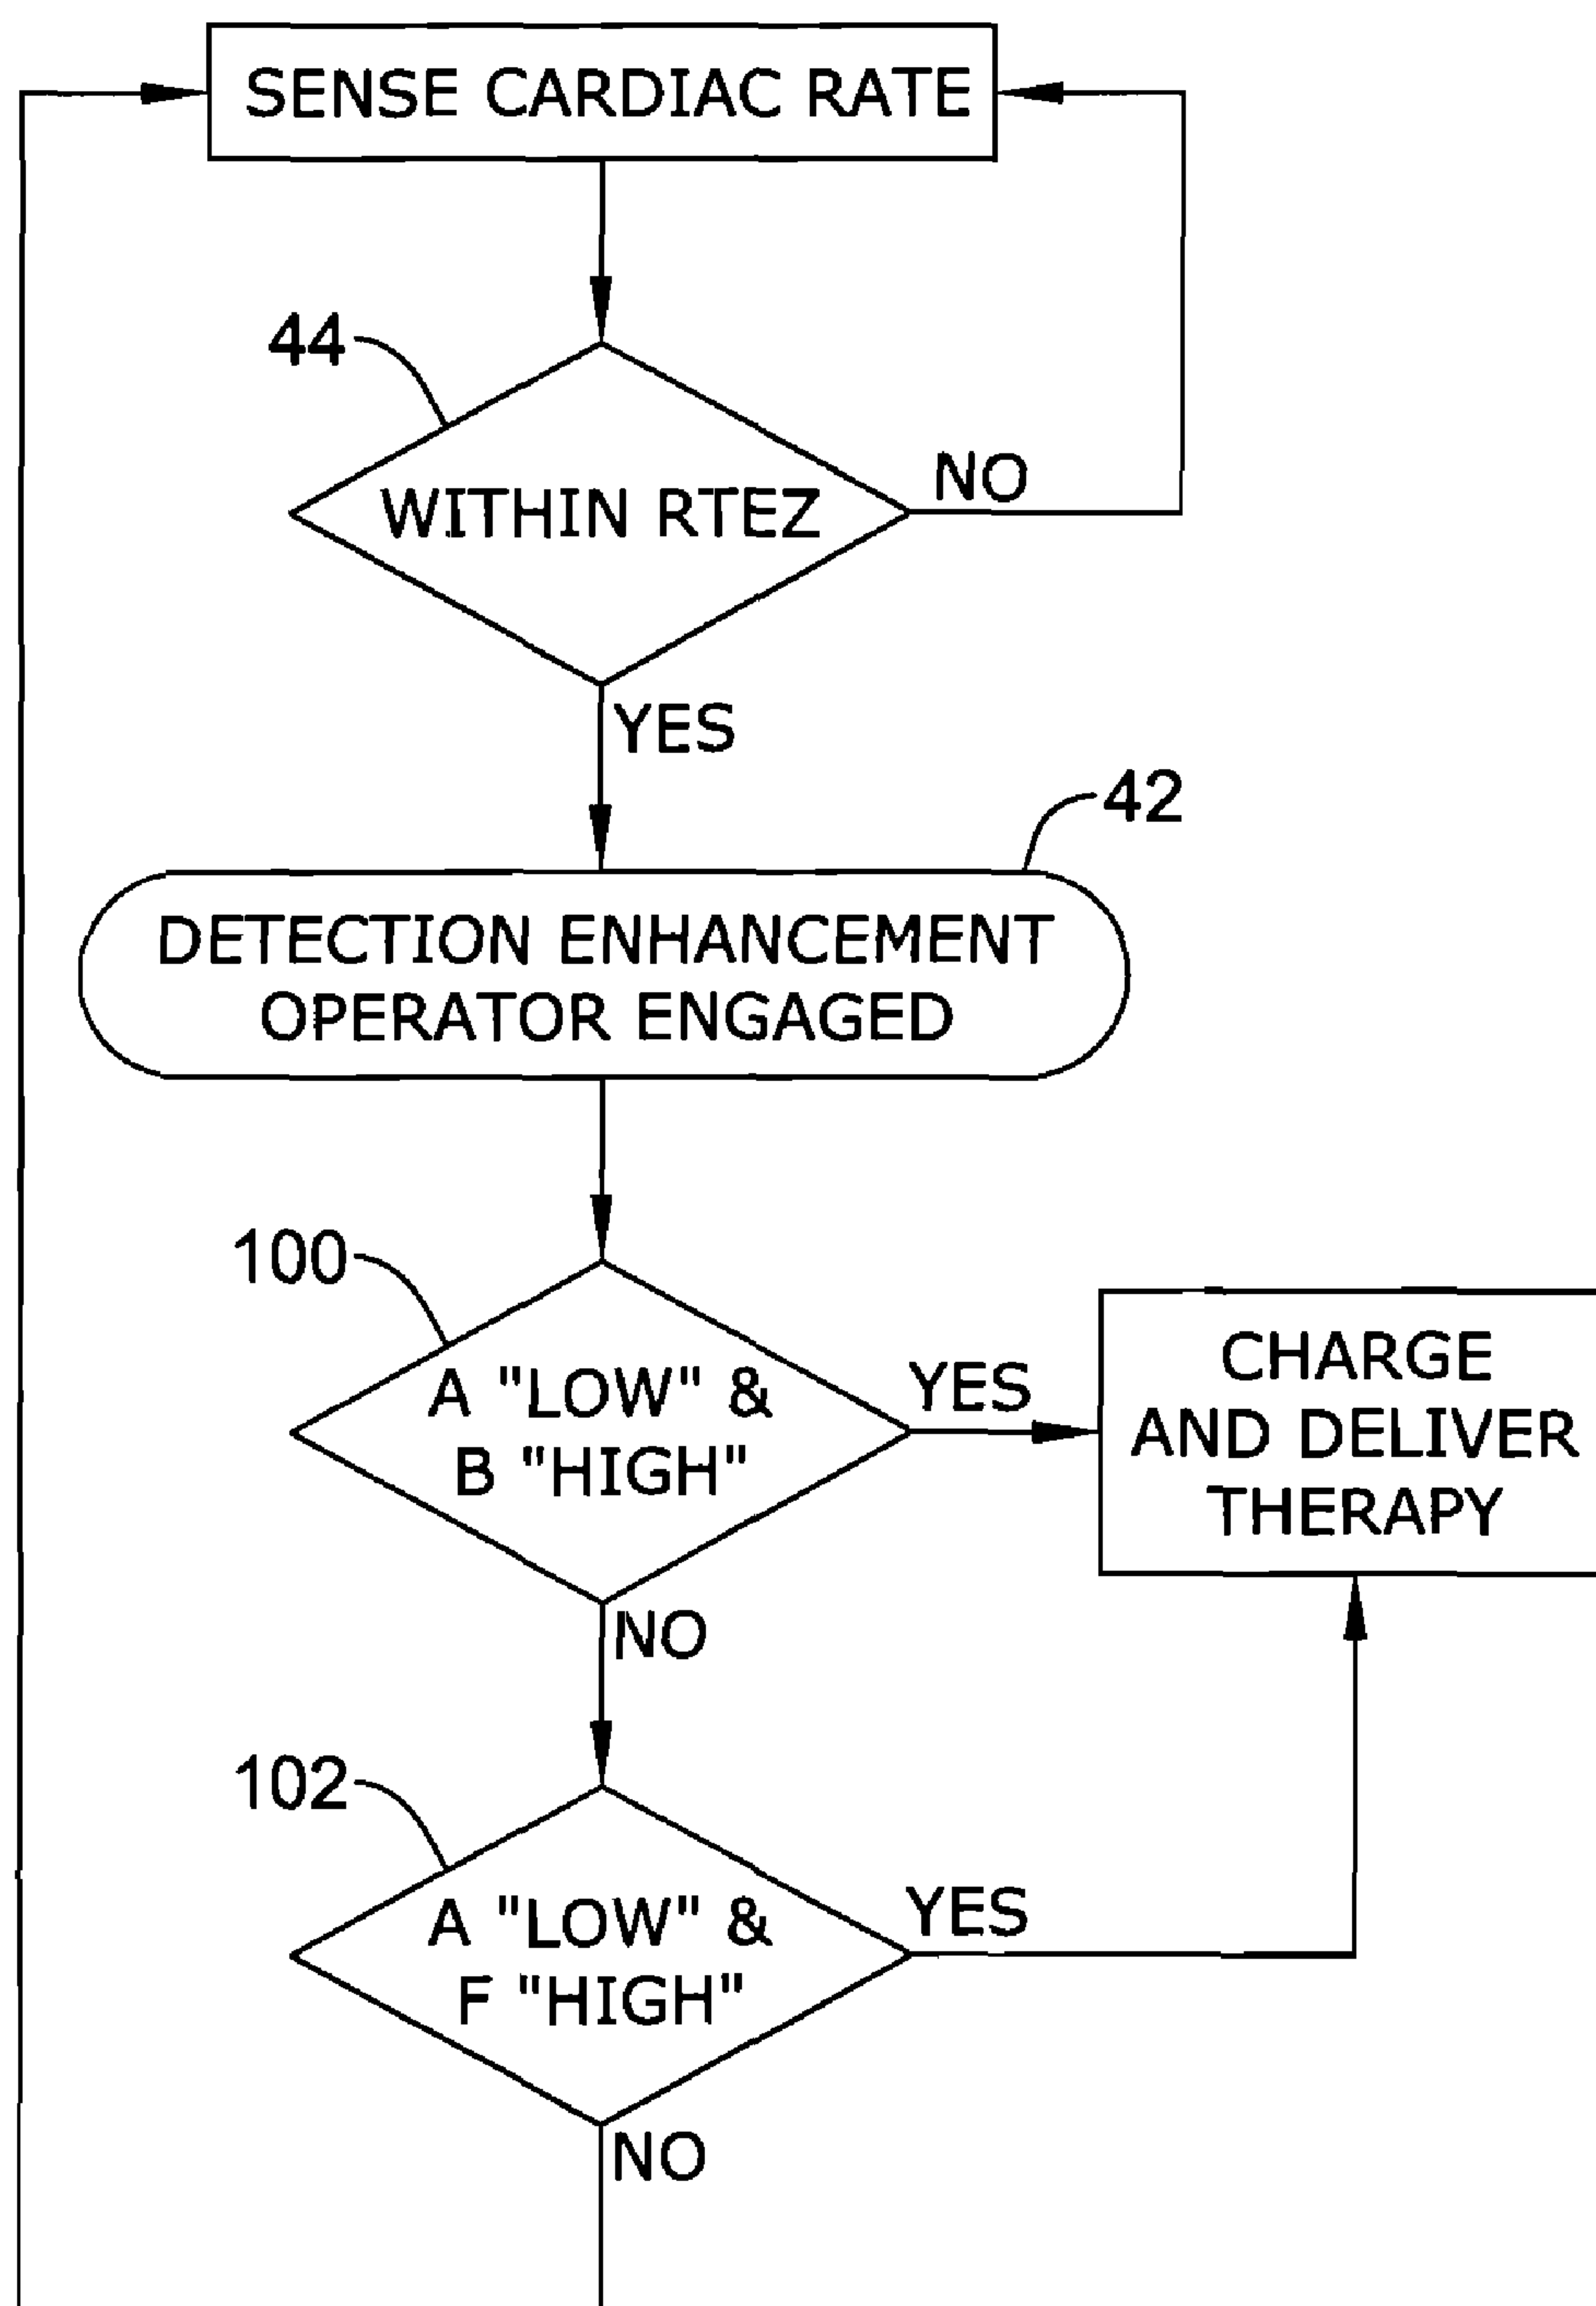 SENSE CARDIAC RATE
44
WITHIN RTEZ
NO
YES
42
DETECTION ENHANCEMENT
OPERATOR ENGAGED
100
A "LOW" &
B "HIGH"
YES
CHARGE
AND DELIVER
THERAPY
NO
102
A "LOW" &
F "HIGH"
YES
NO